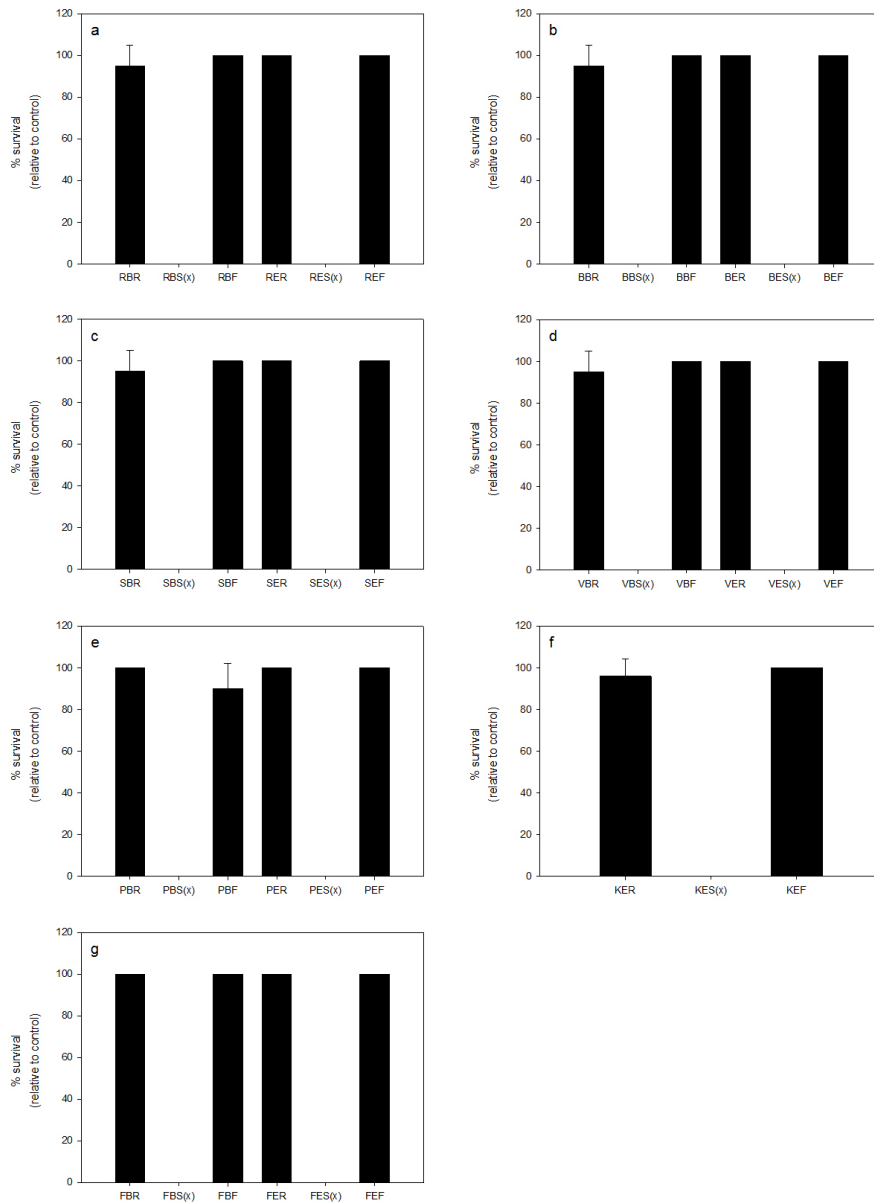 a
120
100
80
60
40
20
0
% survival
(relative to control)
RBR RBS(x) RBF RER RES(x) REF
b
120
100
80
60
40
20
0
% survival
(relative to control)
BBR BBS(x) BBF BER BES(x) BEF
c
120
100
80
60
40
20
0
% survival
(relative to control)
SBR SBS(x) SBF SER SES(x) SEF
d
120
100
80
60
40
20
0
% survival
(relative to control)
VBR VBS(x) VBF VER VES(x) VEF
e
120
100
80
60
40
20
0
% survival
(relative to control)
PBR PBS(x) PBF PER PES(x) PEF
f
120
100
80
60
40
20
0
% survival
(relative to control)
KER KES(x) KEF
g
120
100
80
60
40
20
0
% survival
(relative to control)
FBR FBS(x) FBF FER FES(x) FEF